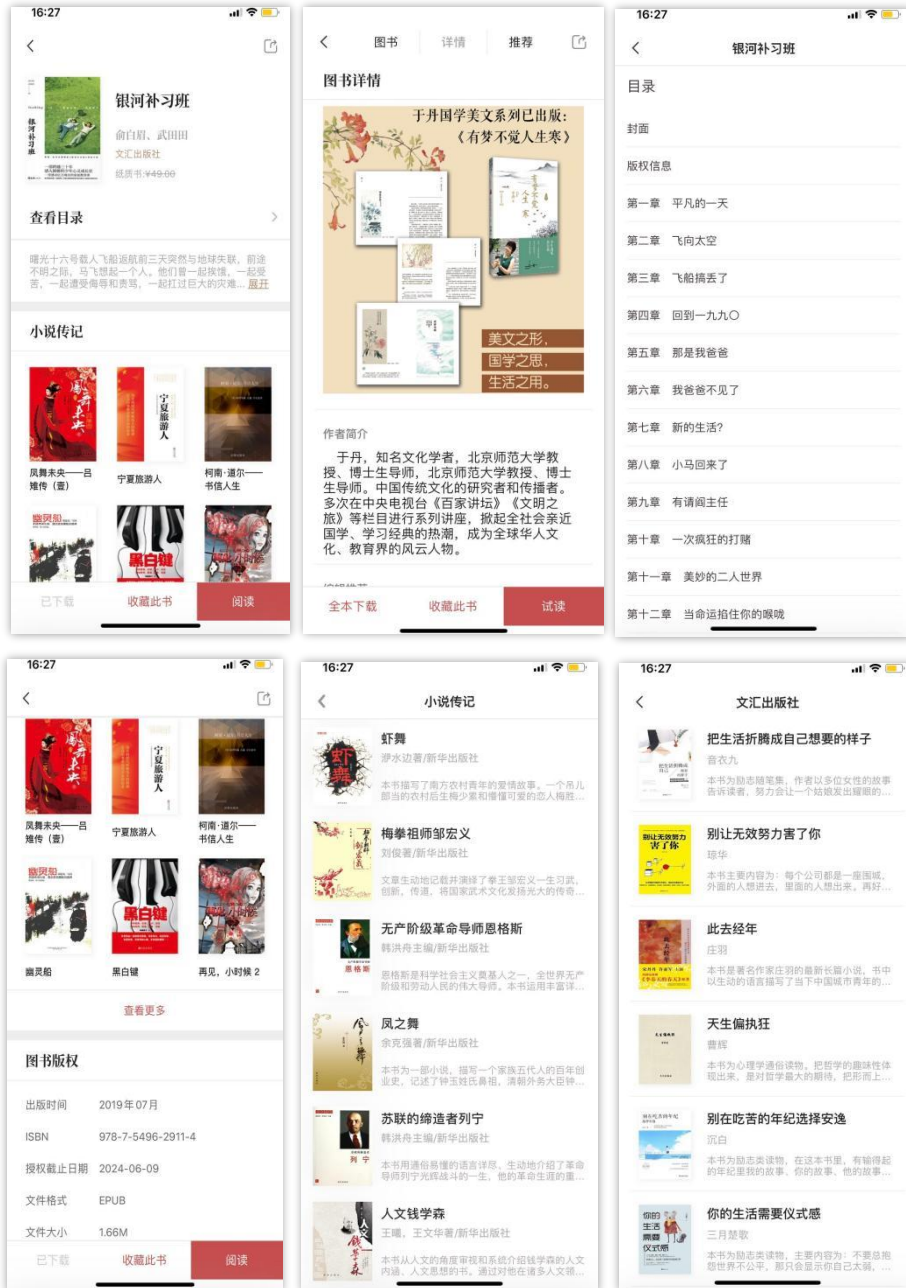 16:27
银河补习班
俞白眉、武田田
文汇出版社
纸质书:¥49.00
查看目录
曙光十六号载人飞船返航前三天突然与地球失联，前途
不明之际，马飞想起一个人。他们曾一起挨饿，一起受
苦，一起遭受侮辱和责骂，一起扛过巨大的灾难... 展开
小说传记
凤舞未央——吕
雉传（壹）
宁夏旅游人
柯南·道尔——
书信人生
幽灵船
黑白键
已下载
收藏此书
阅读
图书
详情
推荐
图书详情
于丹国学美文系列已出版：
《有梦不觉人生寒》
美文之形，
国学之思，
生活之用。
作者简介
于丹，知名文化学者，北京师范大学教
授、博士生导师，北京师范大学教授、博士
生导师。中国传统文化的研究者和传播者。
多次在中央电视台《百家讲坛》《文明之
旅》等栏目进行系列讲座，掀起全社会亲近
国学、学习经典的热潮，成为全球华人文
化、教育界的风云人物。
全本下载
收藏此书
试读
16:27
银河补习班
目录
封面
版权信息
第一章 平凡的一天
第二章 飞向太空
第三章 飞船搞丢了
第四章 回到一九九〇
第五章 那是我爸爸
第六章 我爸爸不见了
第七章 新的生活?
第八章 小马回来了
第九章 有请阎主任
第十章 一次疯狂的打赌
第十一章 美妙的二人世界
第十二章 当命运掐住你的喉咙
16:27
凤舞未央——吕
雉传（壹）
宁夏旅游人
柯南·道尔——
书信人生
幽灵船
黑白键
再见，小时候 2
查看更多
图书版权
出版时间 2019年07月
ISBN 978-7-5496-2911-4
授权截止日期 2024-06-09
文件格式 EPUB
文件大小 1.66M
已下载
收藏此书
阅读
16:27
小说传记
虾舞
濘水边著/新华出版社
本书描写了南方农村青年的爱情故事。一个吊儿
郎当的农村后生梅少索和懵懂可爱的恋人梅胜...
梅拳祖师邹宏义
刘俊著/新华出版社
文章生动地记载并演绎了拳王邹宏义一生习武，
创新，传道，将国家武术文化发扬光大的传奇...
无产阶级革命导师恩格斯
韩洪舟主编/新华出版社
恩格斯是科学社会主义奠基人之一，全世界无产
阶级和劳动人民的伟大导师。本书运用丰富详...
凤之舞
余克强著/新华出版社
本书为一部小说，描写一个家族五代人的百年创
业史，记述了钟玉姓氏鼻祖，清朝外务大臣钟...
苏联的缔造者列宁
韩洪舟主编/新华出版社
本书用通俗易懂的语言详尽、生动地介绍了革命
导师列宁光辉战斗的一生，他的革命生涯的重...
人文钱学森
王曦，王文华著/新华出版社
本书从人文的角度审视和系统介绍钱学森的人文
内涵、人文思想的书。通过对他在诸多人文领...
16:27
文汇出版社
把生活折腾成自己想要的样子
音衣九
本书为励志随笔集，作者以多位女性的故事
告诉读者，努力会让一个姑娘发出耀眼的...
别让无效努力害了你
琼华
本书主要内容为：每个公司都是一座围城，
外面的人想进去，里面的人想出来。再好...
此去经年
庄羽
本书是著名作家庄羽的最新长篇小说。书中
以生动的语言描写了当下中国城市青年的...
天生偏执狂
曹辉
本书为心理学通俗读物。把哲学的趣味性体
现出来，是对哲学最大的期待，把形而上...
别在吃苦的年纪选择安逸
沉白
本书为励志类读物，在这本书里，有输得起
的年纪里我的故事、你的故事、他的故事...
你的生活需要仪式感
三月楚歌
本书为励志类读物，主要内容为：不要总抱
怨世界不公平，那只会显示你自己太弱，...